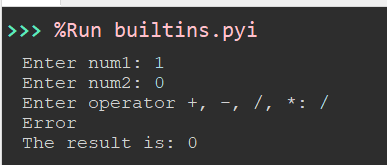 >>> %Run builtins.pyi
Enter num1: 1
Enter num2: 0
Enter operator +, -, /, *: /
Error
The result is: 0